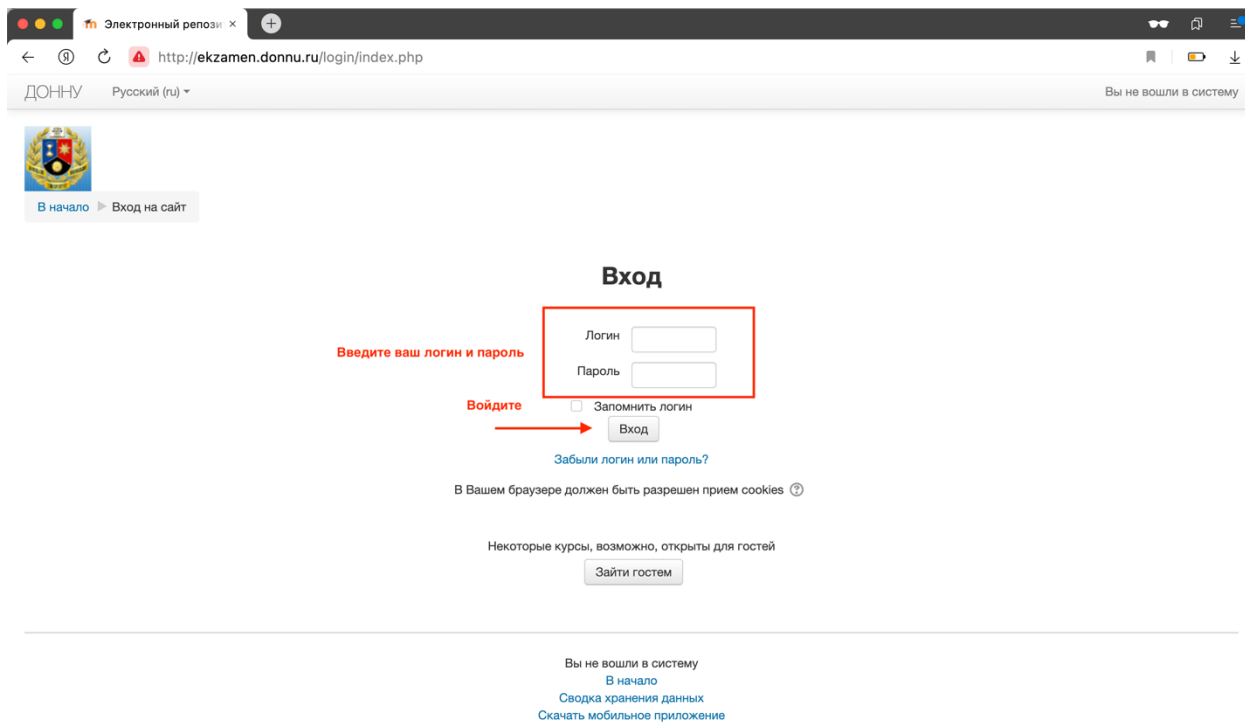 Электронный репози
http://ekzamen.donnu.ru/login/index.php
ДОННУ Русский (ru) Вы не вошли в систему
В начало Вход на сайт
Вход
Логин
Введите ваш логин и пароль
Пароль
Войдите
Запомнить логин
Вход
Забыли логин или пароль?
В Вашем браузере должен быть разрешен прием cookies
Некоторые курсы, возможно, открыты для гостей
Зайти гостем
Вы не вошли в систему
В начало
Сводка хранения данных
Скачать мобильное приложение